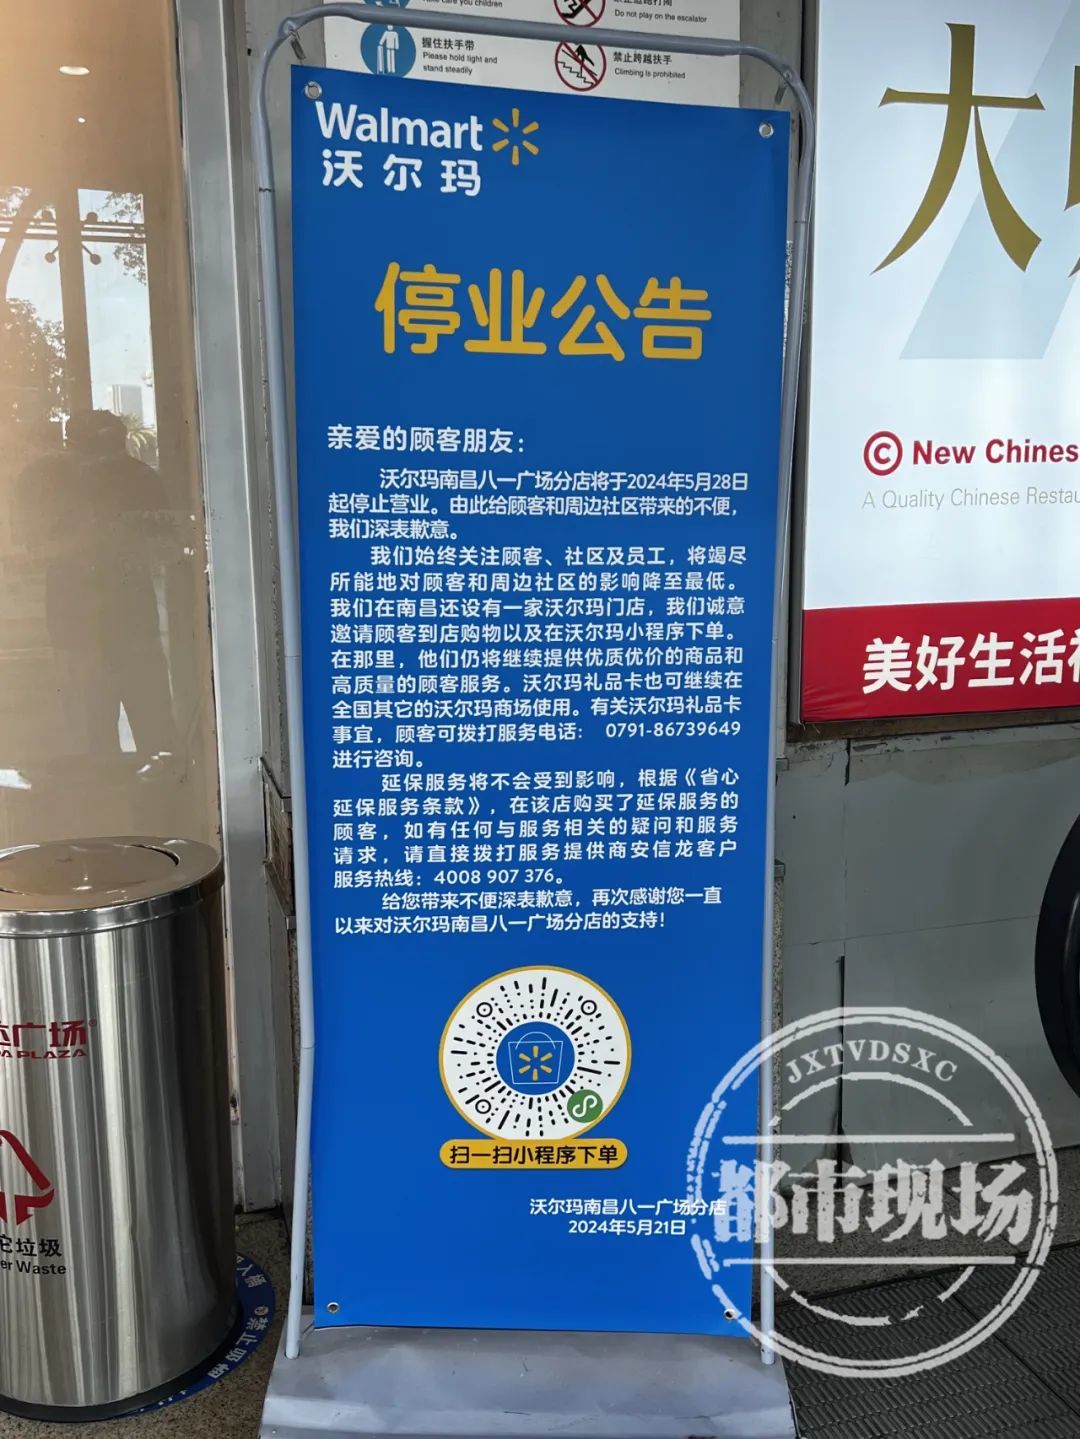 Take care you children
Do not play on the escalator
握住扶手带
Please hold tight and
stand steadily
禁止跨越扶手
Climbing is prohibited
Walmart
沃尔玛
停业公告
亲爱的顾客朋友：
沃尔玛南昌八一广场分店将于2024年5月28日
起停止营业。由此给顾客和周边社区带来的不便，
我们深表歉意。
我们始终关注顾客、社区及员工，将竭尽
所能地对顾客和周边社区的影响降至最低。
我们在南昌还设有一家沃尔玛门店，我们诚意
邀请顾客到店购物以及在沃尔玛小程序下单。
在那里，他们仍将继续提供优质优价的商品和
高质量的顾客服务。沃尔玛礼品卡也可继续在
全国其它的沃尔玛商场使用。有关沃尔玛礼品卡
事宜，顾客可拨打服务电话： 0791-86739649
进行咨询。
延保服务将不会受到影响，根据《省心
延保服务条款》，在该店购买了延保服务的
顾客，如有任何与服务相关的疑问和服务
请求，请直接拨打服务提供商安信龙客户
服务热线：4008 907 376。
给您带来不便深表歉意，再次感谢您一直
以来对沃尔玛南昌八一广场分店的支持！
扫一扫小程序下单
沃尔玛南昌八一广场分店
2024年5月21日
大
New Chinese
A Quality Chinese Restau
美好生活
广场
PLAZA
垃圾
er Waste
JXTVDSXC
都市现场